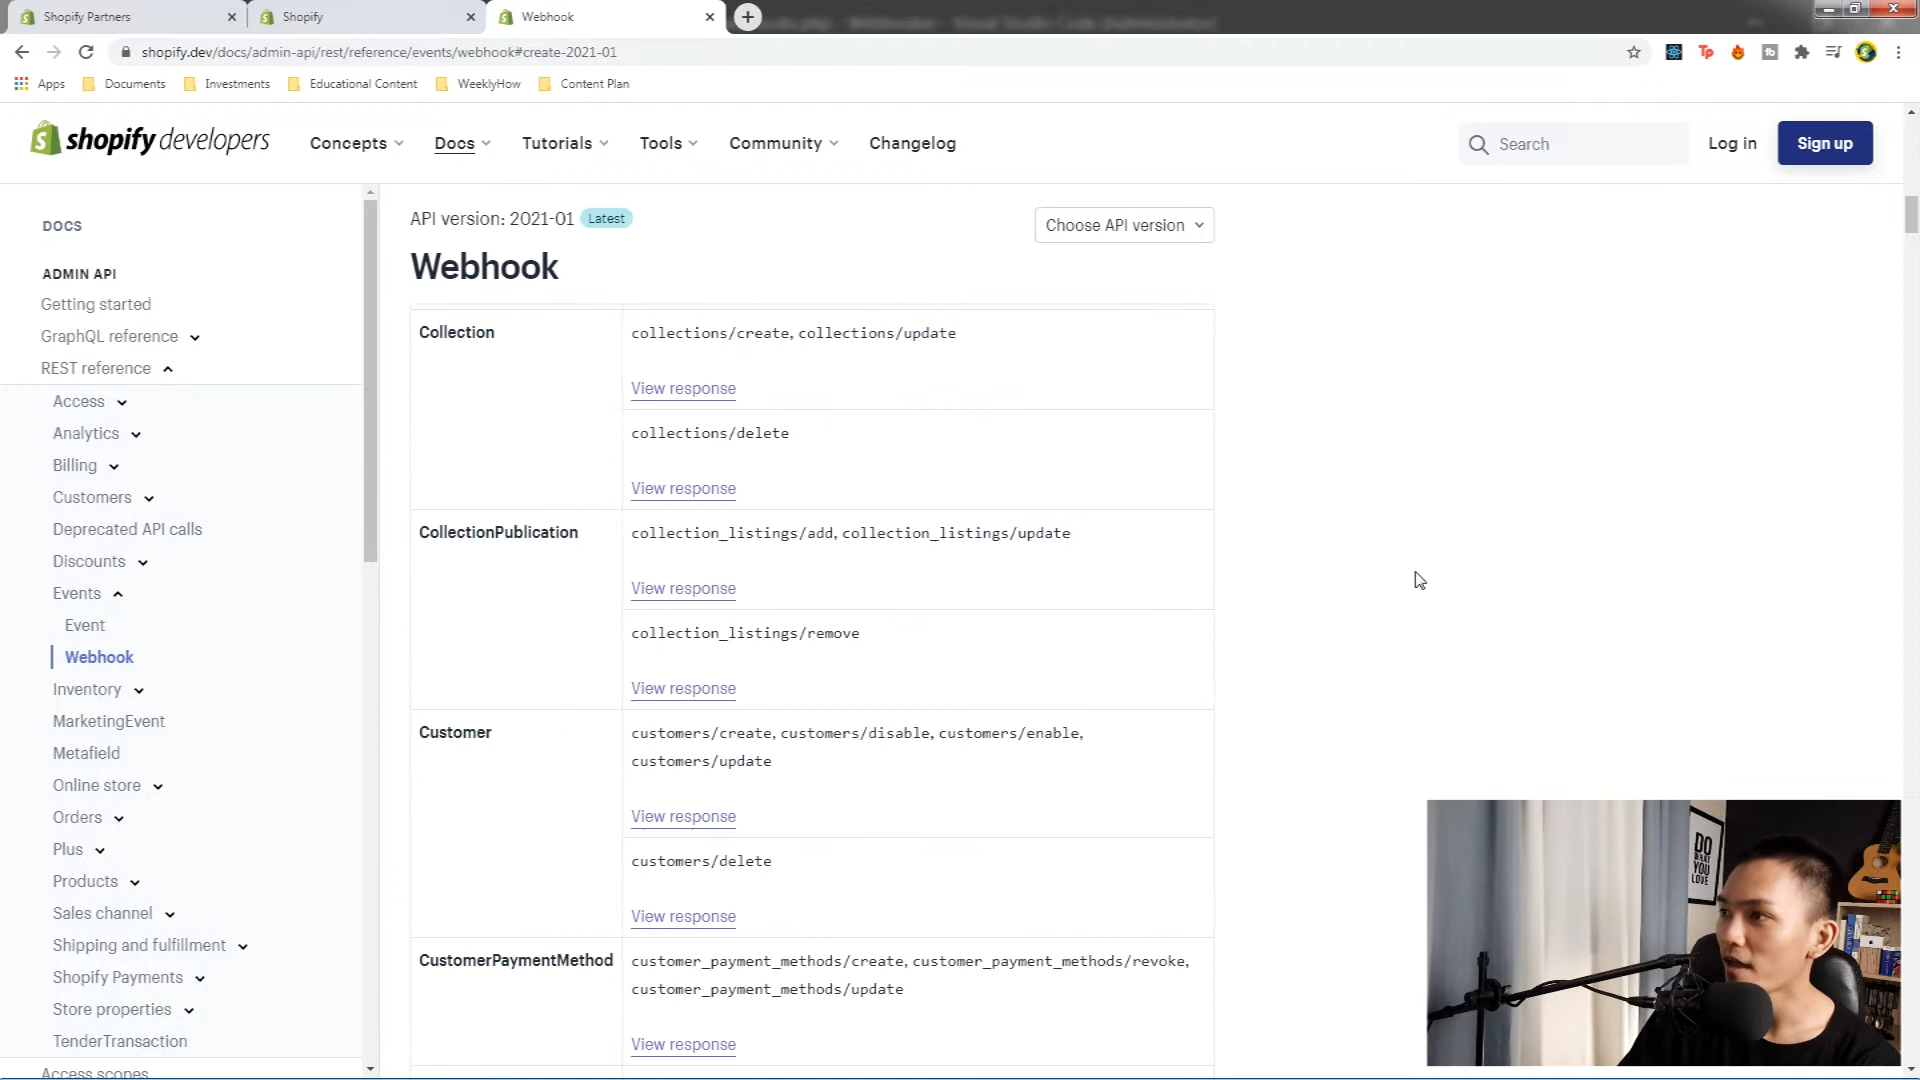 Shopify Partners
Shopify
Webhook
shopify.dev/docs/admin-api/rest/reference/events/webhook#create-2021-01
Apps
Documents
Investments
Educational Content
WeeklyHow
Content Plan
shopify developers
Concepts
Docs
Tutorials
Tools
Community
Changelog
Search
Log in
Sign up
DOCS
ADMIN API
Getting started
GraphQL reference
REST reference
Access
Analytics
Billing
Customers
Deprecated API calls
Discounts
Events
Event
Webhook
Inventory
MarketingEvent
Metafield
Online store
Orders
Plus
Products
Sales channel
Shipping and fulfillment
Shopify Payments
Store properties
TenderTransaction
Access scopes
API version: 2021-01 Latest
Choose API version
Webhook
Collection
collections/create, collections/update
View response
collections/delete
View response
CollectionPublication
collection_listings/add, collection_listings/update
View response
collection_listings/remove
View response
Customer
customers/create, customers/disable, customers/enable,
customers/update
View response
customers/delete
View response
CustomerPaymentMethod
customer_payment_methods/create, customer_payment_methods/revoke,
customer_payment_methods/update
View response
DO
WHAT
YOU
LOVE